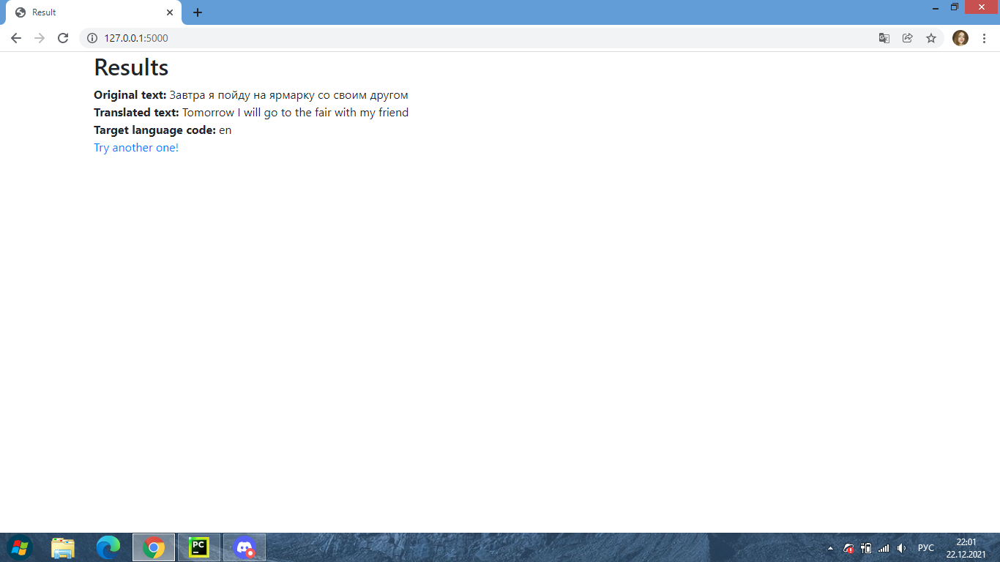 Result
127.0.0.1:5000
Results
Original text: Завтра я пойду на ярмарку со своим другом
Translated text: Tomorrow I will go to the fair with my friend
Target language code: en
Try another one!
PC
РУС
22:01
22.12.2021